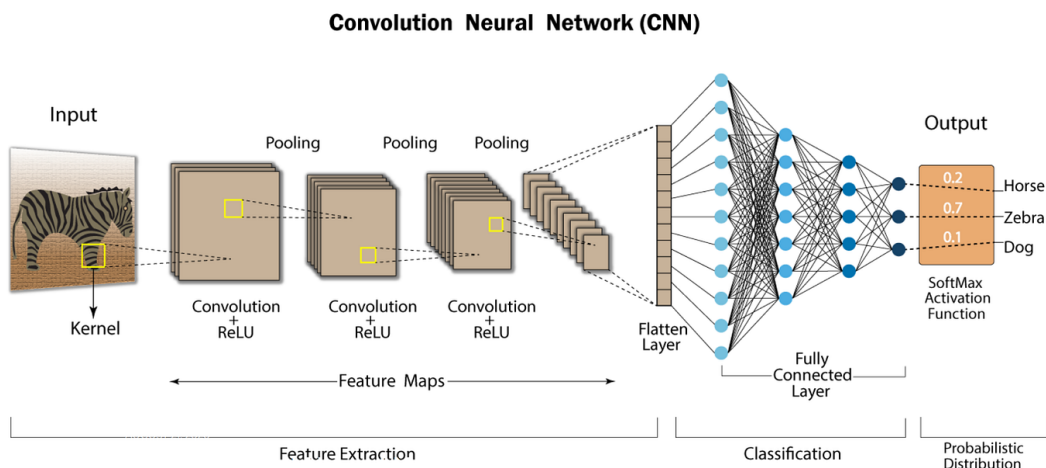 Convolution Neural Network (CNN)
Input
Output
Pooling
Pooling
Pooling
0.2
Horse
0.7
Zebra
0.1
Dog
Kernel
Convolution
+
ReLU
Convolution
+
ReLU
Convolution
+
ReLU
Flatten
Layer
SoftMax
Activation
Function
Feature Maps
Fully
Connected
Layer
Feature Extraction
Classification
Probabilistic
Distribution